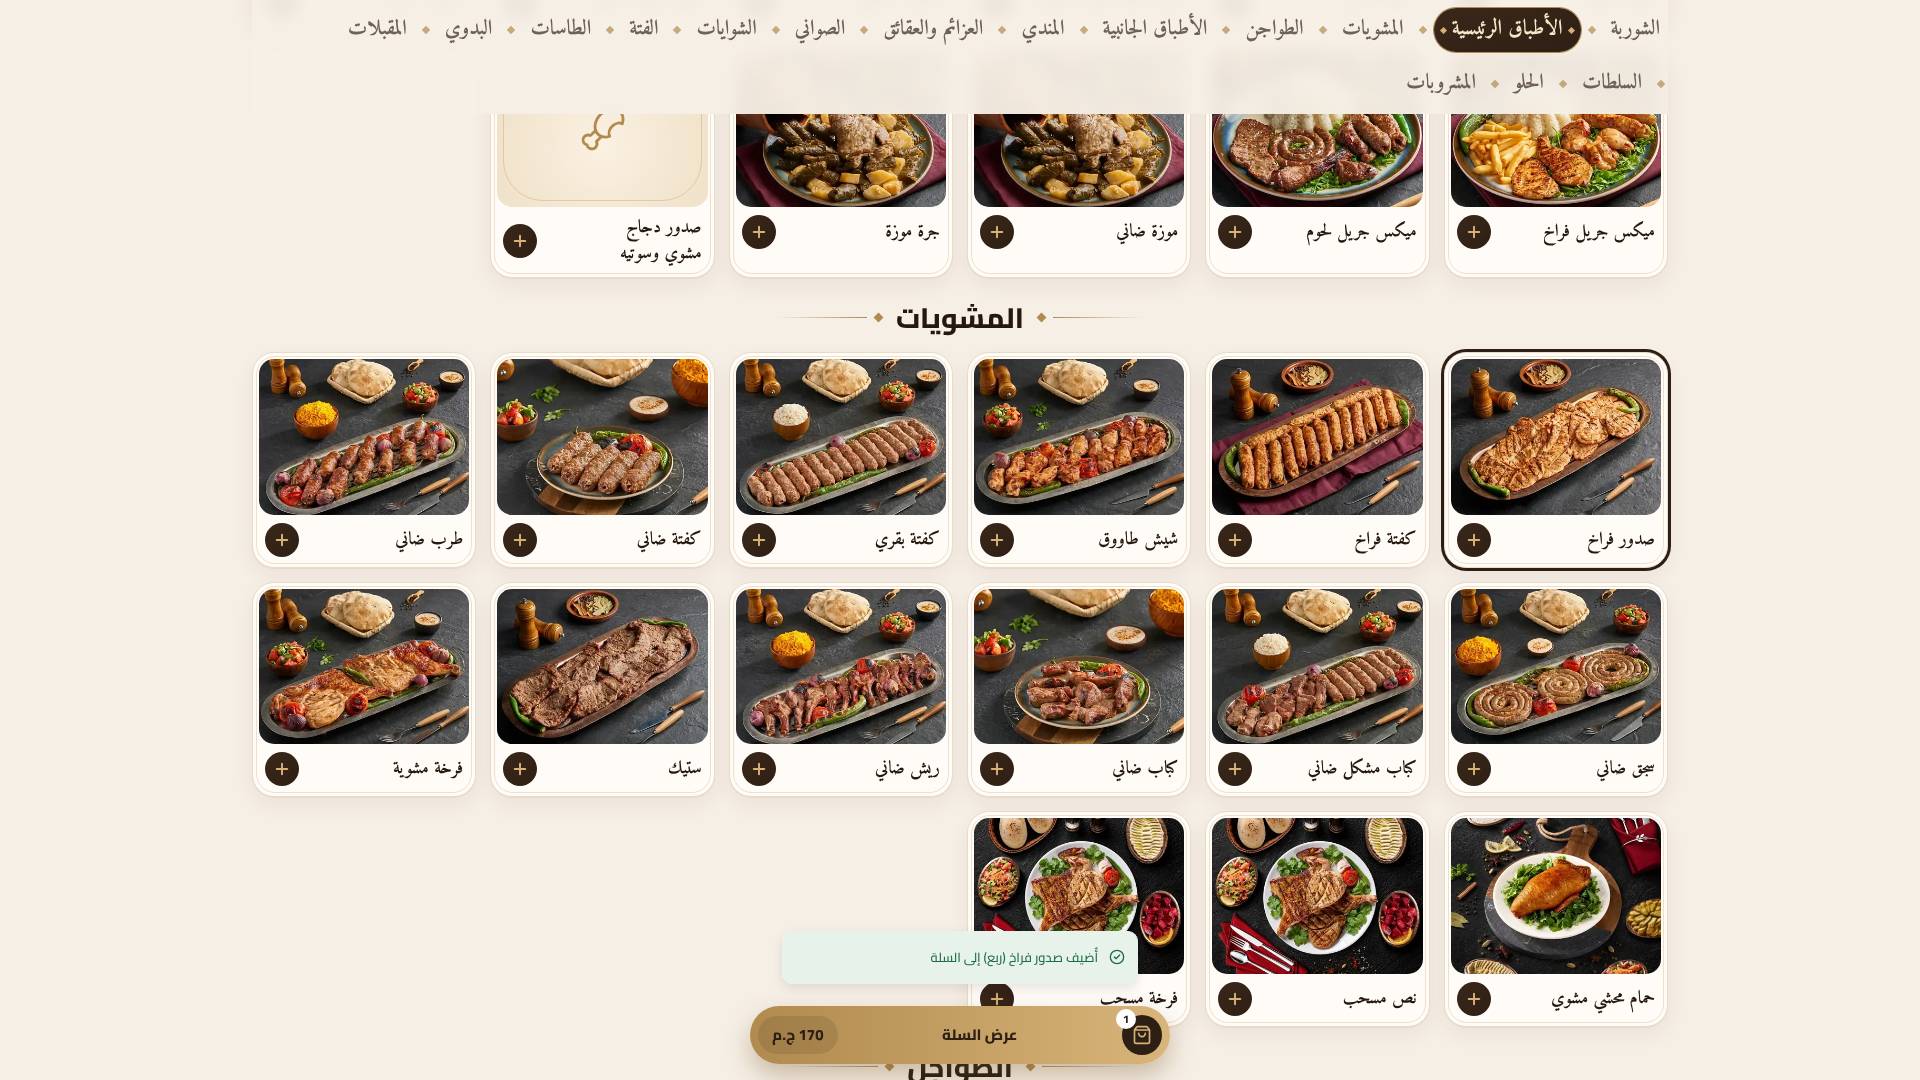 الشوربة
الأطباق الرئيسية
المشويات
الطواجن
الأطباق الجانبية
المندي
العزائم والعقائق
الصواني
الشوايات
الفتة
الطاسات
البدوي
المقبلات
السلطات
الحلو
المشروبات
ميكس جريل فراخ
ميكس جريل لحوم
موزة ضاني
جرة موزة
صدور دجاج
مشوي وسوتيه
المشويات
صدور فراخ
كفتة فراخ
شيش طاووق
كفتة بقري
كفتة ضاني
طرب ضاني
سجق ضاني
كباب مشكل ضاني
كباب ضاني
ريش ضاني
ستيك
فرخة مشوية
حمام محشي مشوي
نص مسحب
فرخة مسحب
أضيف صدور فراخ (ربع) إلى السلة
1
عرض السلة
170 ج.م
الطواجن